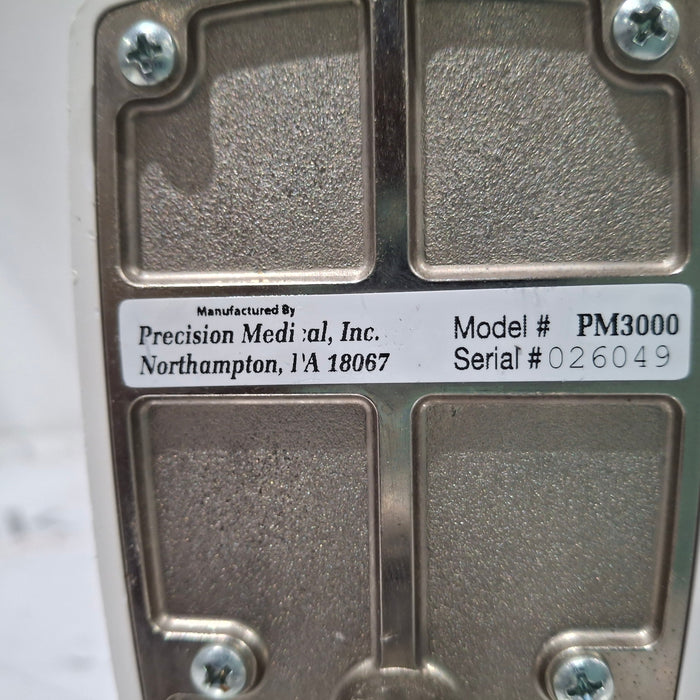 Manufactured By
Precision Medical, Inc.
Northampton, PA 18067
Model # PM3000
Serial # 026049